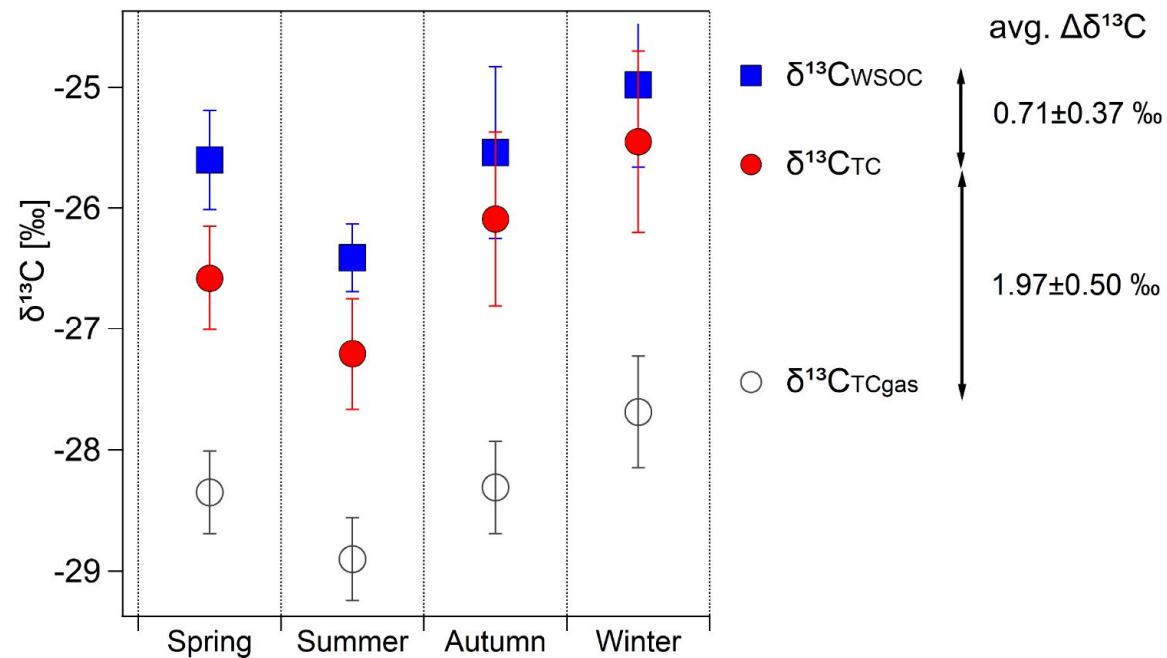 avg. Δδ¹³C
δ¹³CWSOC
0.71±0.37 ‰
δ¹³CTC
1.97±0.50 ‰
δ¹³CTCgas
δ¹³C [‰]
-25
-26
-27
-28
-29
Spring
Summer
Autumn
Winter